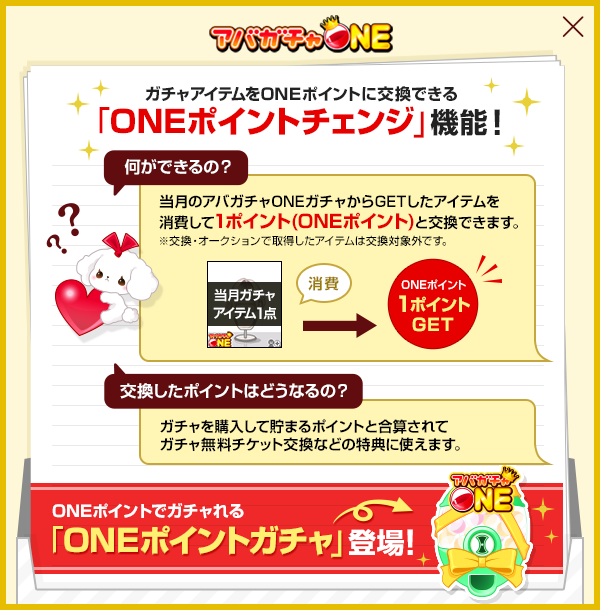 アバガチャONE
ガチャアイテムをONEポイントに交換できる
「ONEポイントチェンジ」機能！
何ができるの？
当月のアバガチャONEガチャからGETしたアイテムを
消費して1ポイント(ONEポイント)と交換できます。
※交換・オークションで取得したアイテムは交換対象外です。
? ?
当月ガチャ
アイテム1点
アバガチャONE
消費
ONEポイント
1ポイント
GET
交換したポイントはどうなるの？
ガチャを購入して貯まるポイントと合算されて
ガチャ無料チケット交換などの特典に使えます。
ONEポイントでガチャれる
「ONEポイントガチャ」登場！
アバガチャ
ONE